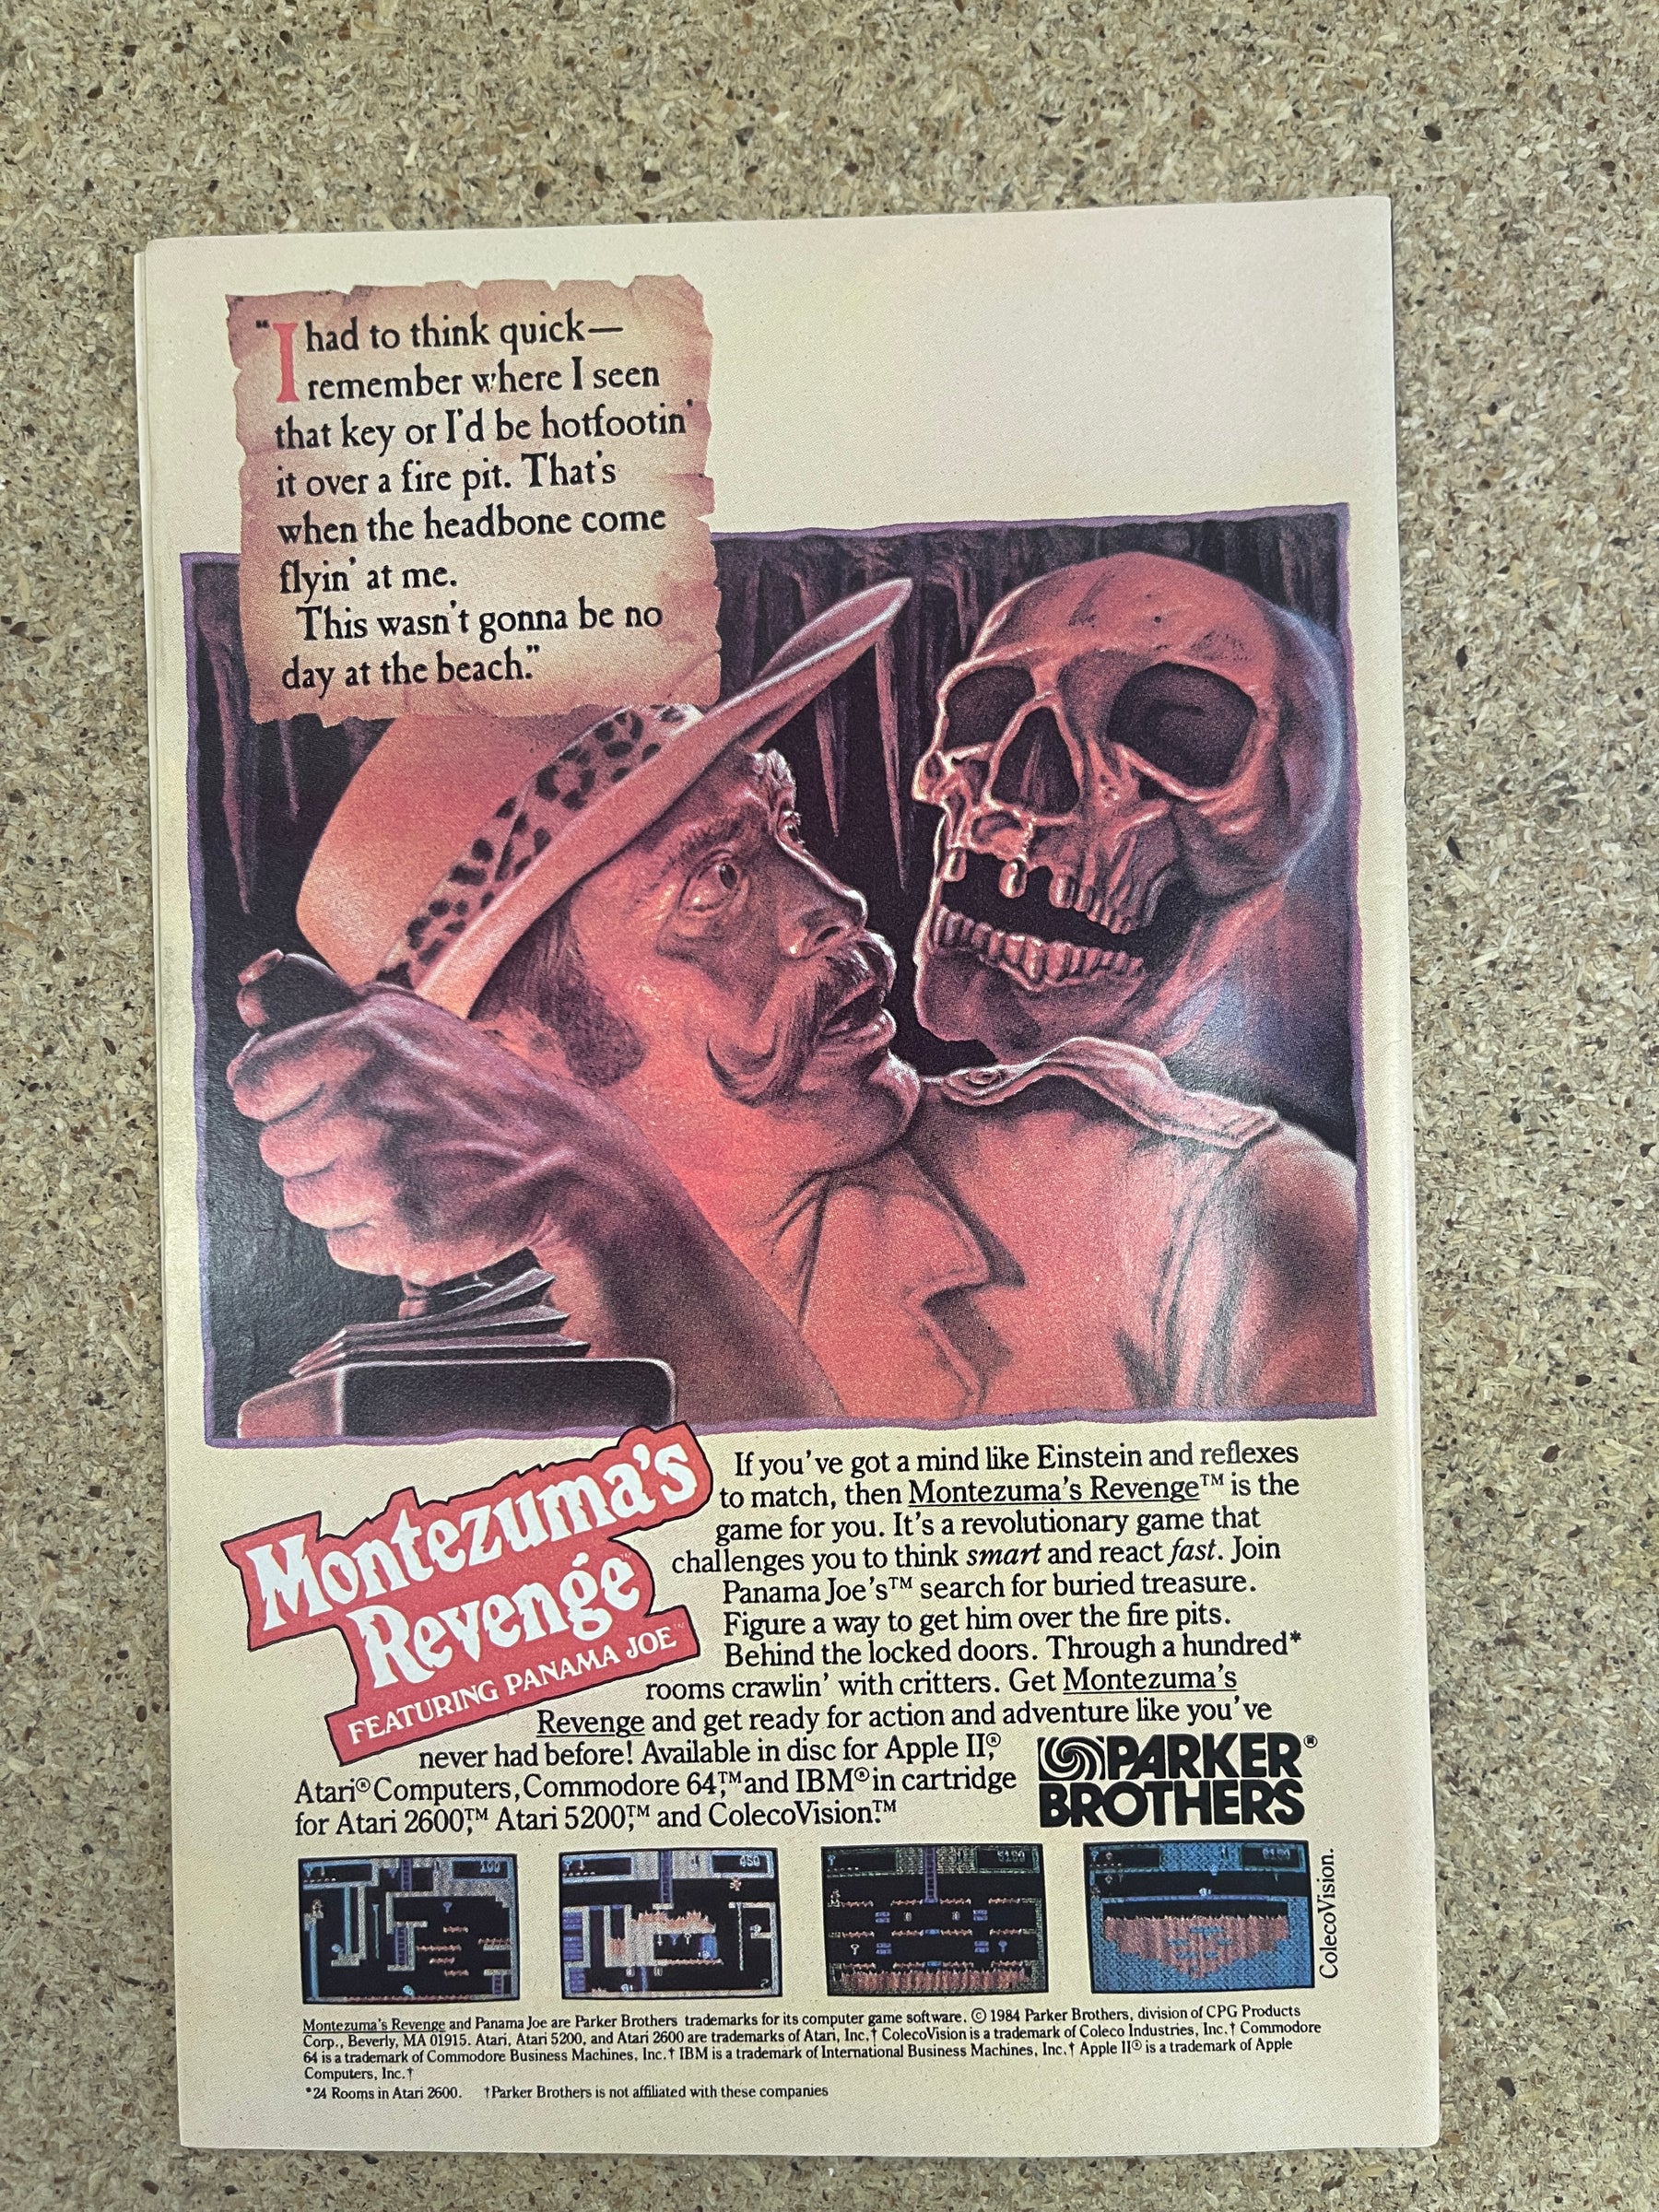 “I had to think quick—
remember where I seen
that key or I'd be hotfootin'
it over a fire pit. That's
when the headbone come
flyin' at me.
This wasn't gonna be no
day at the beach.”
Montezuma's
Revenge™
FEATURING PANAMA JOE™
If you've got a mind like Einstein and reflexes
to match, then Montezuma's Revenge™ is the
game for you. It's a revolutionary game that
challenges you to think smart and react fast. Join
Panama Joe's™ search for buried treasure.
Figure a way to get him over the fire pits.
Behind the locked doors. Through a hundred*
rooms crawlin' with critters. Get Montezuma's
Revenge and get ready for action and adventure like you've
never had before! Available in disc for Apple II,®
Atari® Computers, Commodore 64,™ and IBM® in cartridge
for Atari 2600,™ Atari 5200,™ and ColecoVision.™
PARKER®
BROTHERS
100
450
ColecoVision.
Montezuma's Revenge and Panama Joe are Parker Brothers trademarks for its computer game software. © 1984 Parker Brothers, division of CPG Products
Corp., Beverly, MA 01915. Atari, Atari 5200, and Atari 2600 are trademarks of Atari, Inc.† ColecoVision is a trademark of Coleco Industries, Inc.† Commodore
64 is a trademark of Commodore Business Machines, Inc.† IBM is a trademark of International Business Machines, Inc.† Apple II® is a trademark of Apple
Computers, Inc.†
*24 Rooms in Atari 2600. †Parker Brothers is not affiliated with these companies